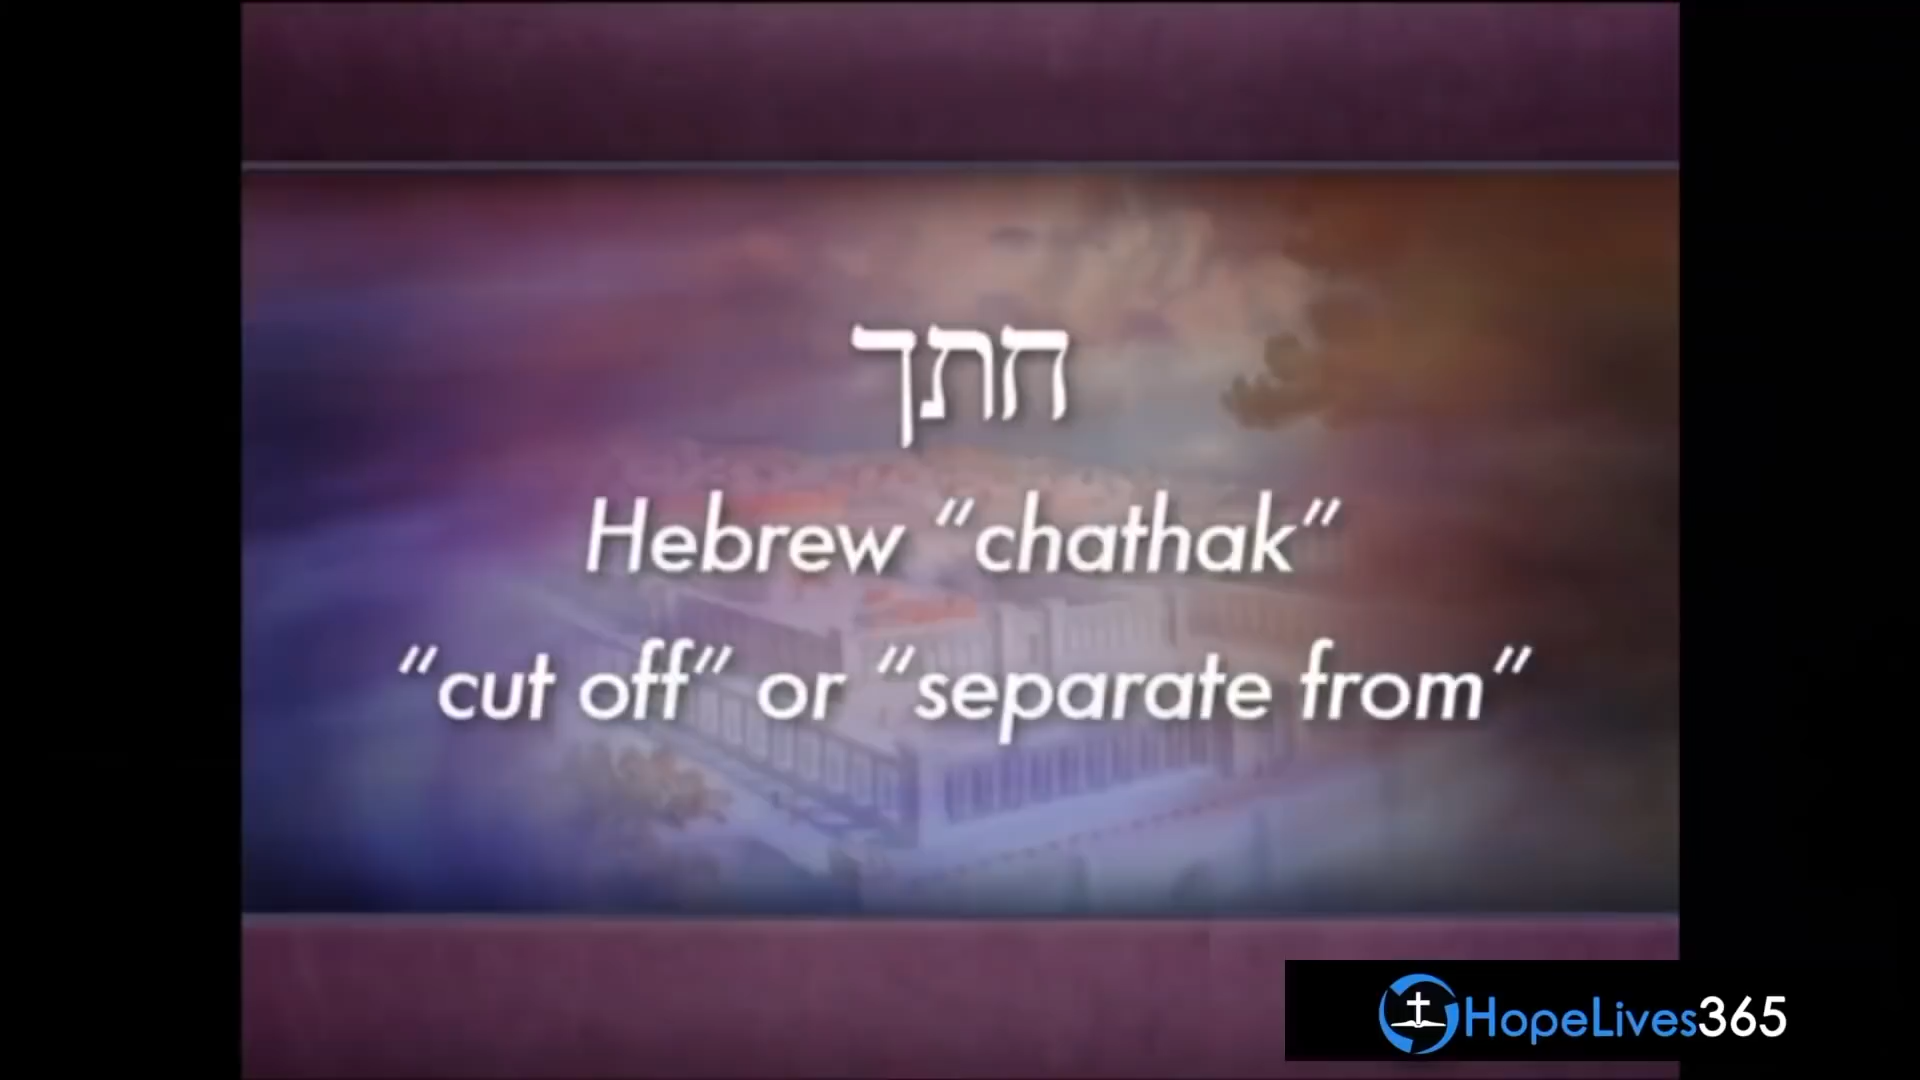 חתך
Hebrew “chathak”
“cut off” or “separate from”
HopeLives365